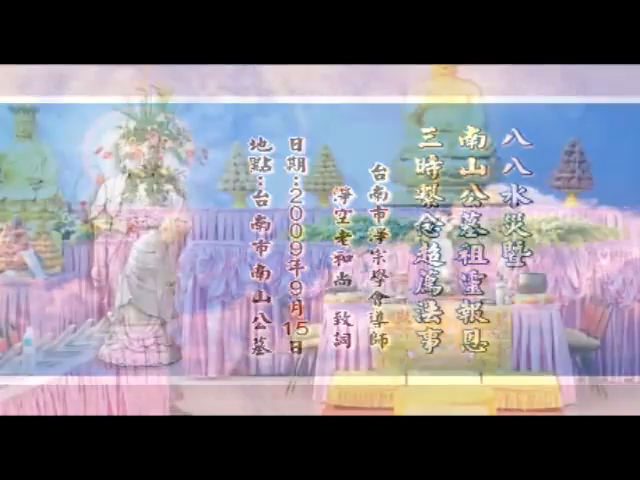 八八水災暨
南山公墓祖靈報恩
三時繫念超薦法事
台南市淨宗學會導師
淨空老和尚 致詞
日期：2009年9月15日
地點：台南市南山公墓